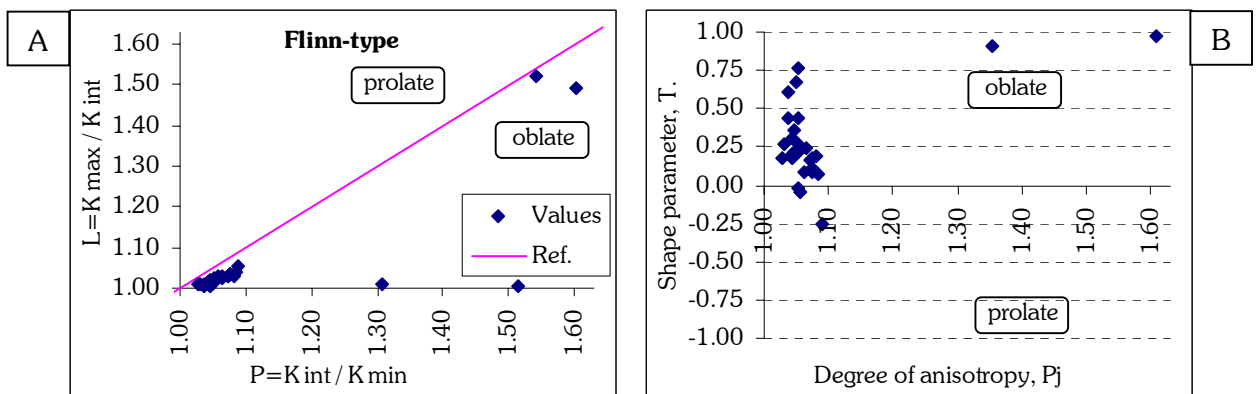 A
Flinn-type
L=K max / K int
1.60
1.50
1.40
1.30
1.20
1.10
1.00
prolate
oblate
Values
Ref.
1.00
1.10
1.20
1.30
1.40
1.50
1.60
P=K int / K min
B
Shape parameter, T.
1.00
0.75
0.50
0.25
0.00
-0.25
-0.50
-0.75
-1.00
oblate
1.00
1.10
1.20
1.30
1.40
1.50
1.60
prolate
Degree of anisotropy, Pj